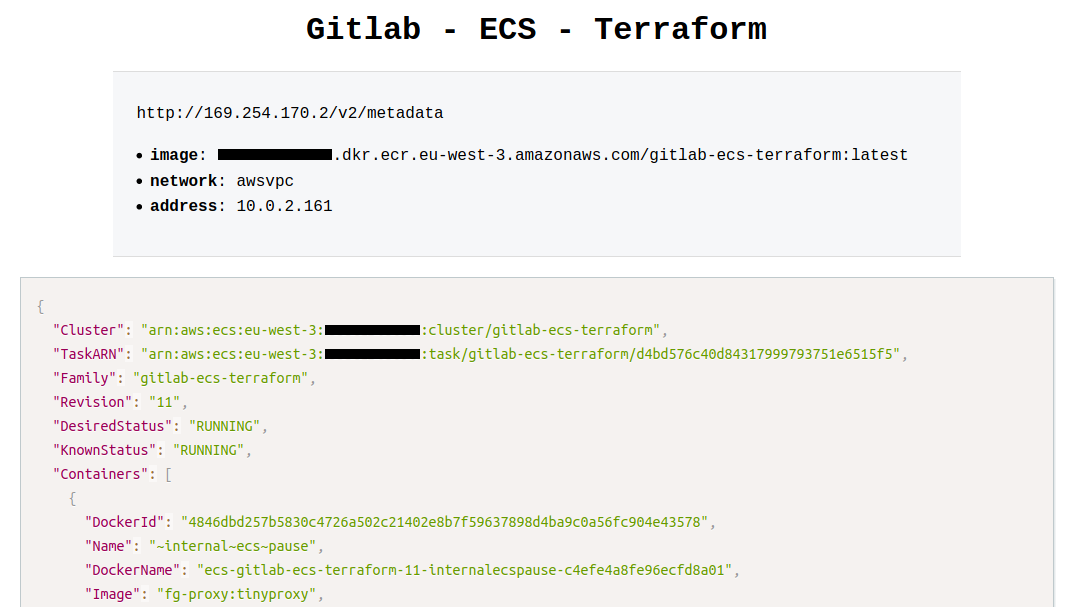 Gitlab - ECS - Terraform
http://169.254.170.2/v2/metadata
• image: .dkr.ecr.eu-west-3.amazonaws.com/gitlab-ecs-terraform:latest
• network: awsvpc
• address: 10.0.2.161
{
"Cluster": "arn:aws:ecs:eu-west-3::cluster/gitlab-ecs-terraform",
"TaskARN": "arn:aws:ecs:eu-west-3::task/gitlab-ecs-terraform/d4bd576c40d84317999793751e6515f5",
"Family": "gitlab-ecs-terraform",
"Revision": "11",
"DesiredStatus": "RUNNING",
"KnownStatus": "RUNNING",
"Containers": [
{
"DockerId": "4846dbd257b5830c4726a502c21402e8b7f59637898d4ba9c0a56fc904e43578",
"Name": "~internal~ecs~pause",
"DockerName": "ecs-gitlab-ecs-terraform-11-internalecspause-c4efe4a8fe96ecfd8a01",
"Image": "fg-proxy:tinyproxy",